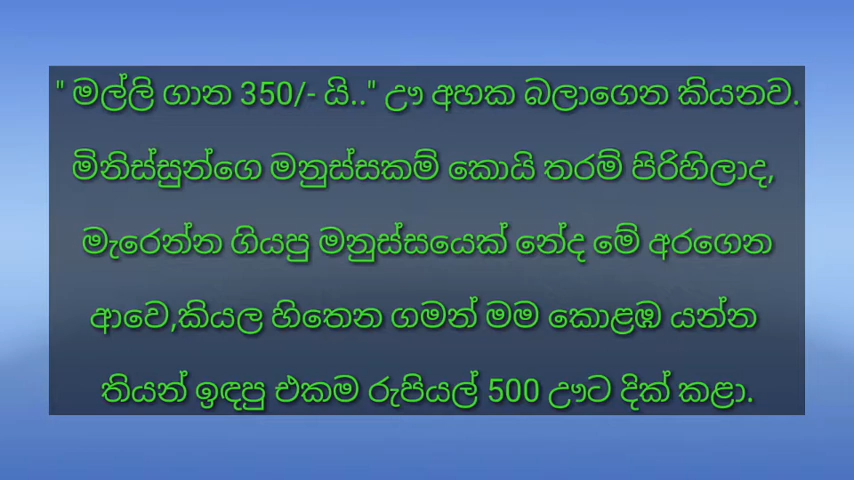 " මල්ලි ගාන 350/- යි.." ඌ අහක බලාගෙන කියනව.
මිනිස්සුන්ගෙ මනුස්සකම් කොයි තරම් පිරිහිලාද,
මැරෙන්න ගියපු මනුස්සයෙක් නේද මේ අරගෙන
ආවෙ,කියල හිතෙන ගමන් මම කොළඹ යන්න
තියන් ඉඳපු එකම රුපියල් 500 ඌට දික් කළා.